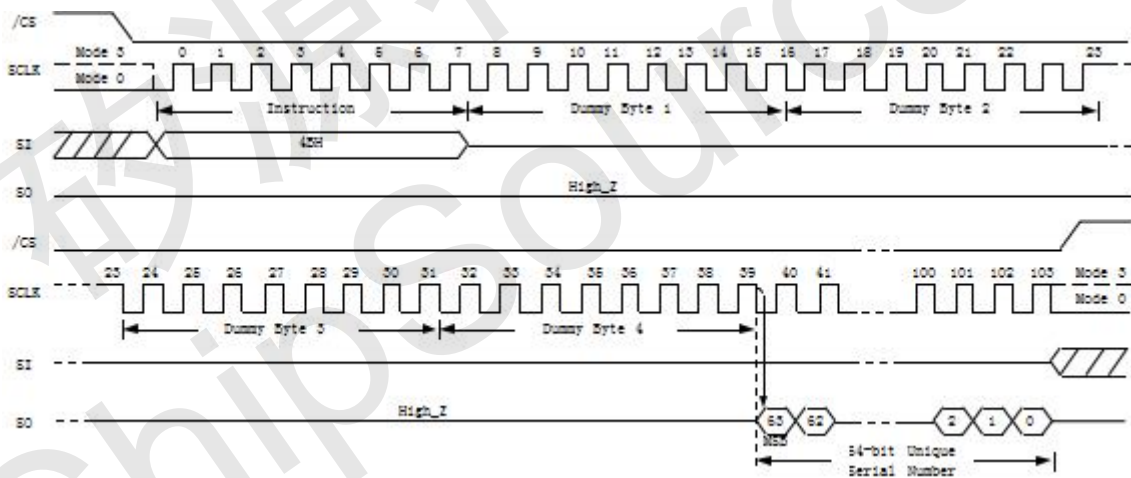 /CS
Mode 3 0 1 2 3 4 5 6 7 8 9 10 11 12 13 14 15 16 17 18 19 20 21 22 23
SCLK
Mode 0
Instruction Dummy Byte 1 Dummy Byte 2
SI 4BH
SO High_Z
/CS
23 24 25 26 27 28 29 30 31 32 33 34 35 36 37 38 39 40 41 100 101 102 103 Mode 3
SCLK Mode 0
Dummy Byte 3 Dummy Byte 4
SI
SO High_Z 63 62 2 1 0
MSB
64-bit Unique
Serial Number
ChipSource